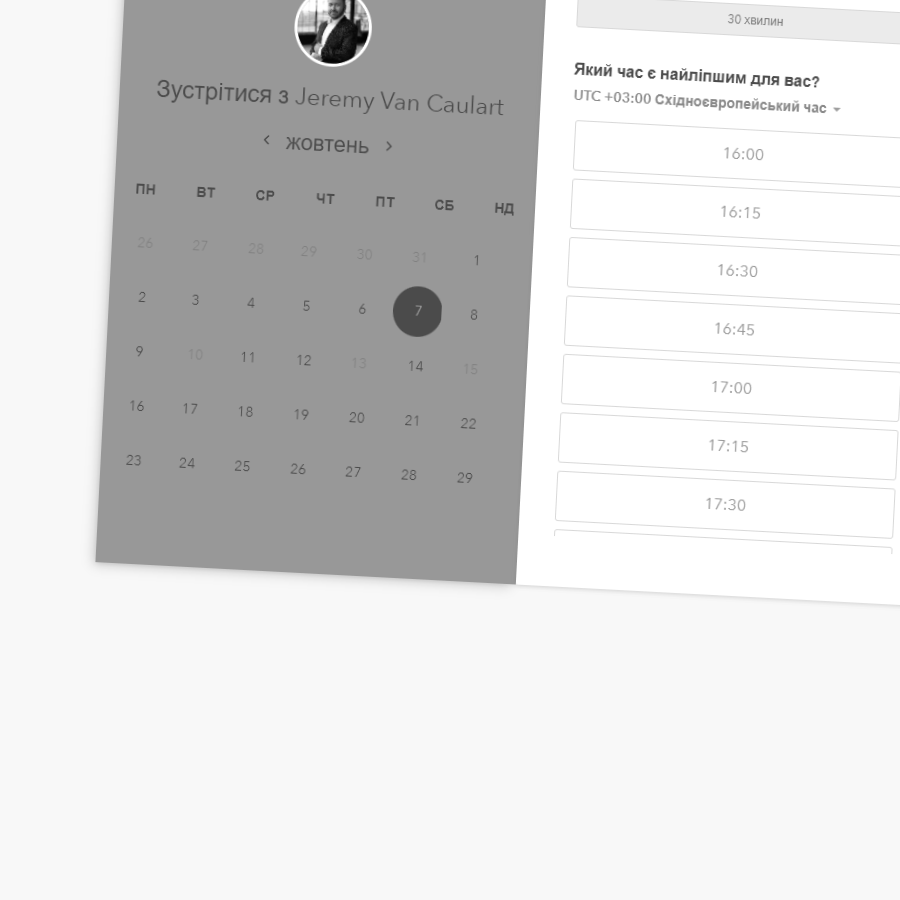 Зустрітися з Jeremy Van Caulart
жовтень
ПН ВТ СР ЧТ ПТ СБ НД
26 27 28 29 30 31 1
2 3 4 5 6 7 8
9 10 11 12 13 14 15
16 17 18 19 20 21 22
23 24 25 26 27 28 29
30 хвилин
Який час є найліпшим для вас?
UTC +03:00 Східноєвропейський час
16:00
16:15
16:30
16:45
17:00
17:15
17:30